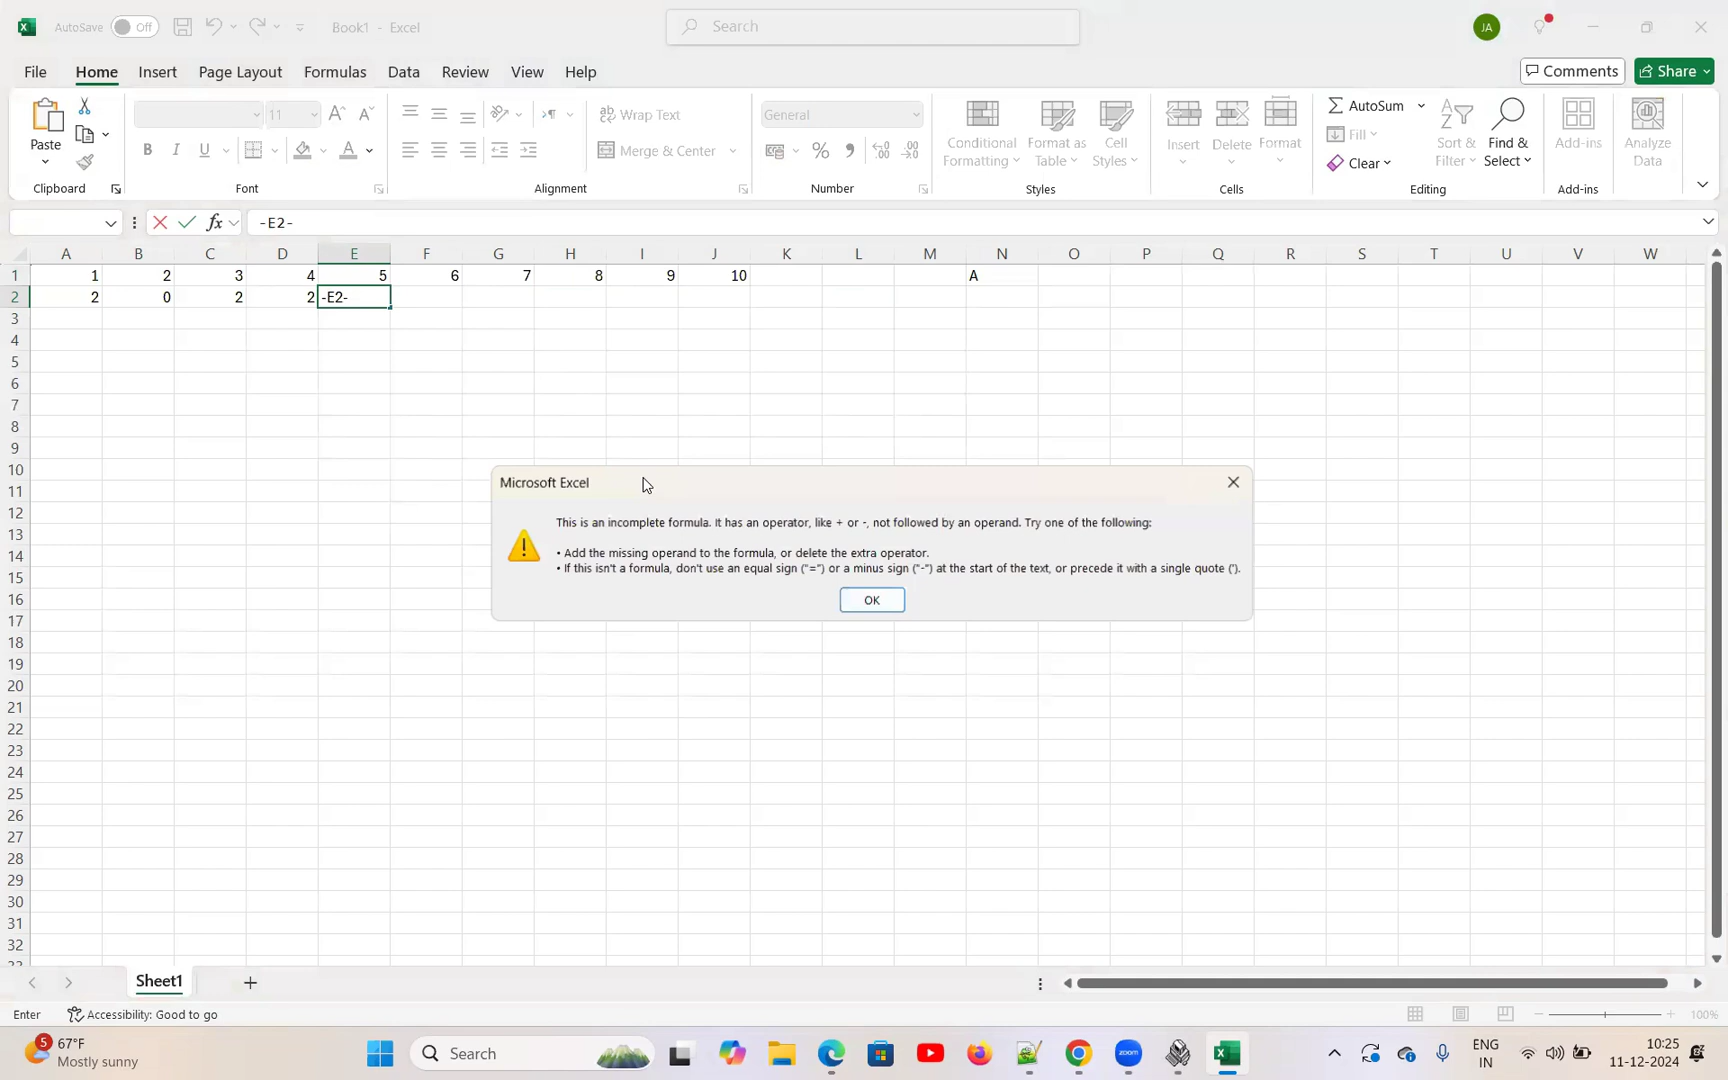 AutoSave Off Book1 - Excel Search JA
File Home Insert Page Layout Formulas Data Review View Help Comments Share
Paste 11 Wrap Text General Conditional Formatting Format as Table Cell Styles Insert Delete Format AutoSum Sort & Filter Find & Select Add-ins Analyze Data
B I U A Merge & Center % Fill Clear
Clipboard Font Alignment Number Styles Cells Editing Add-ins
fx -E2-
A B C D E F G H I J K L M N O P Q R S T U V W
1 1 2 3 4 5 6 7 8 9 10 A
2 2 0 2 2 -E2-
3
4
5
6
7
8
9
10
11
12
13
14
15
16
17
18
19
20
21
22
23
24
25
26
27
28
29
30
31
32
33
Microsoft Excel
This is an incomplete formula. It has an operator, like + or -, not followed by an operand. Try one of the following:
• Add the missing operand to the formula, or delete the extra operator.
• If this isn't a formula, don't use an equal sign ("=") or a minus sign ("-") at the start of the text, or precede it with a single quote (').
OK
Sheet1
Enter Accessibility: Good to go 100%
5 67°F Mostly sunny Search zoom ENG IN 10:25 11-12-2024